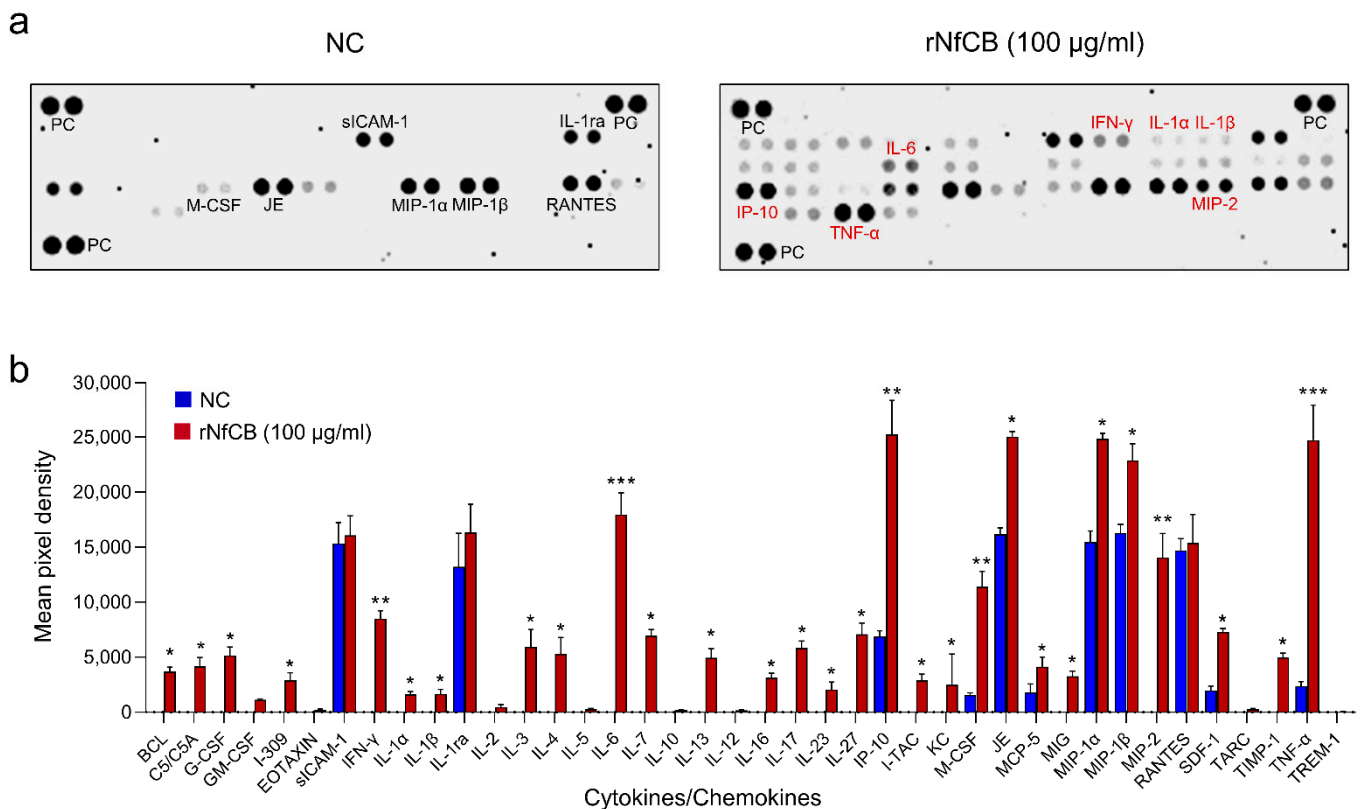 a
NC
rNfCB (100 µg/ml)
PC
sICAM-1
IL-1ra
PC
M-CSF
JE
MIP-1α
MIP-1β
RANTES
PC
PC
IL-6
IFN-γ
IL-1α
IL-1β
PC
IP-10
TNF-α
MIP-2
PC
b
NC
rNfCB (100 µg/ml)
30,000
25,000
20,000
15,000
10,000
5,000
0
Mean pixel density
*
*
*
*
**
*
*
*
*
***
*
*
*
*
*
*
**
*
*
**
*
*
*
*
*
**
*
*
***
BCL
C5/C5A
G-CSF
GM-CSF
I-309
EOTAXIN
sICAM-1
IFN-γ
IL-1α
IL-1β
IL-1ra
IL-2
IL-3
IL-4
IL-5
IL-6
IL-7
IL-10
IL-13
IL-12
IL-16
IL-17
IL-23
IL-27
IP-10
I-TAC
KC
M-CSF
JE
MCP-5
MIG
MIP-1α
MIP-1β
MIP-2
RANTES
SDF-1
TARC
TIMP-1
TNF-α
TREM-1
Cytokines/Chemokines